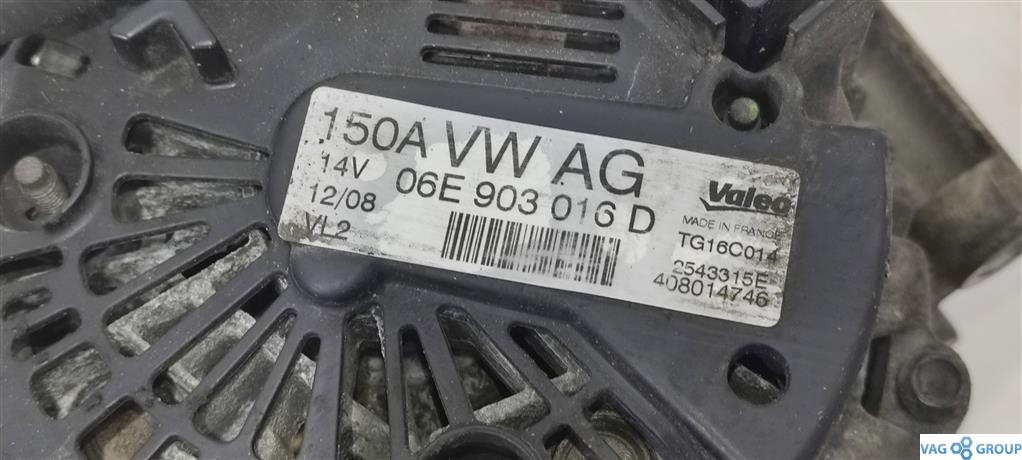 150A VW AG
14V 06E 903 016 D
12/08
VL2
Valeo
MADE IN FRANCE
TG16C014
2543315E
408014746
VAG GROUP